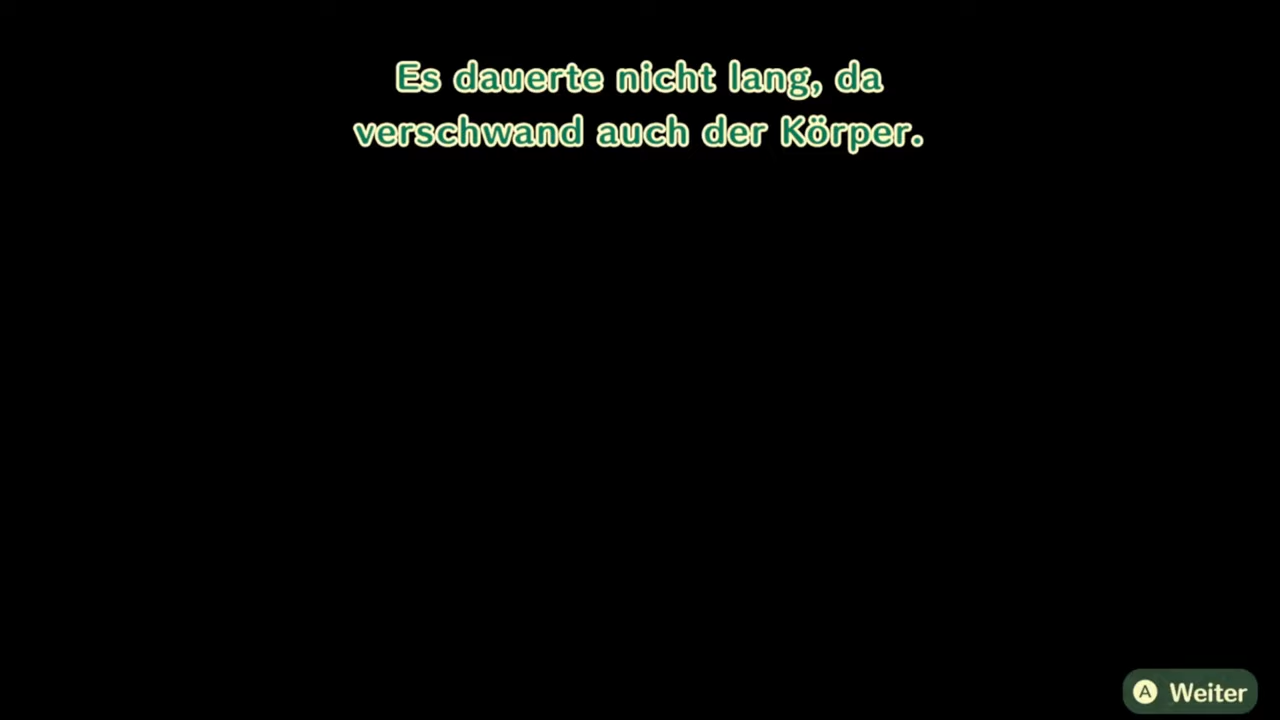 Es dauerte nicht lang, da
verschwand auch der Körper.
A Weiter